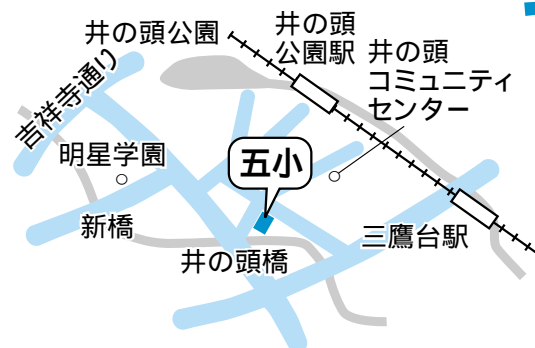 井の頭公園
井の頭
公園駅
井の頭
コミュニティ
センター
吉祥寺通り
明星学園
五小
新橋
井の頭橋
三鷹台駅